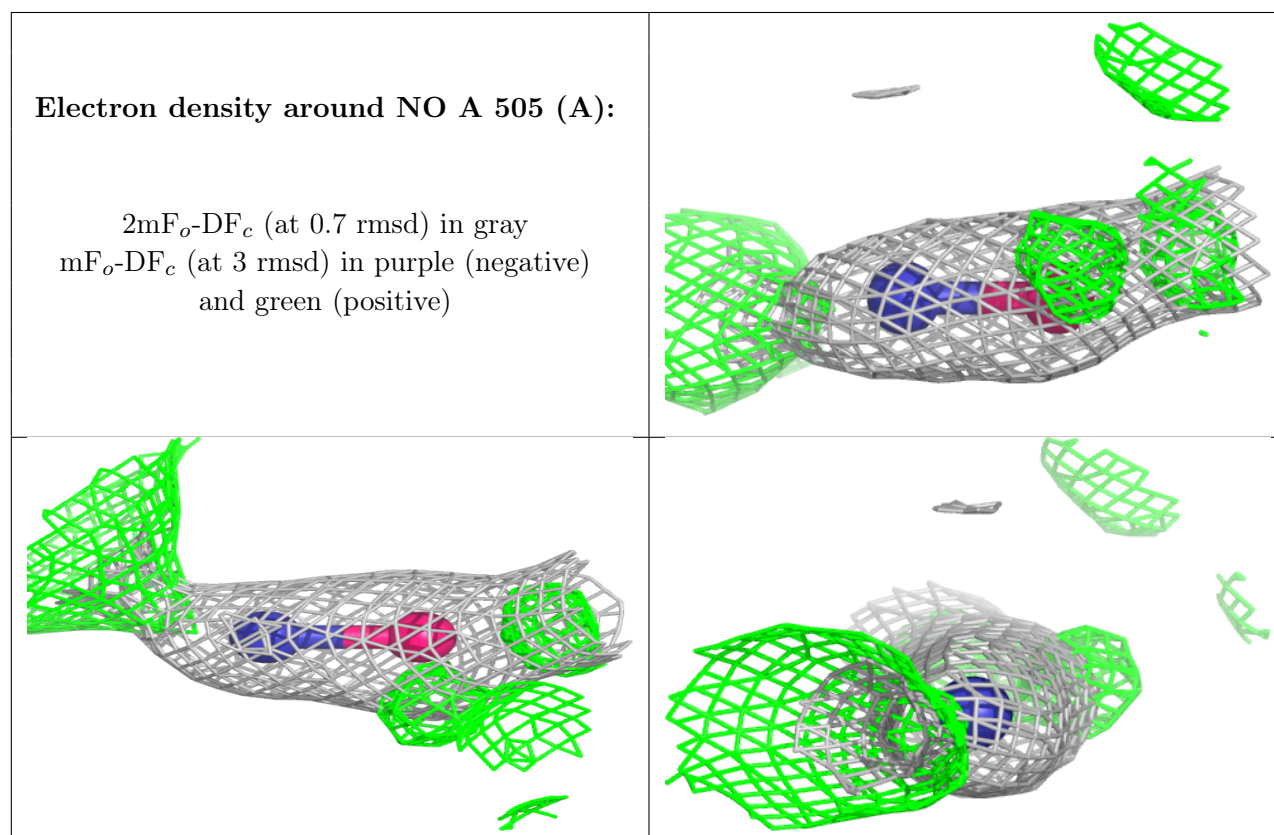 Electron density around NO A 505 (A):
2mFo-DFc (at 0.7 rmsd) in gray
mFo-DFc (at 3 rmsd) in purple (negative)
and green (positive)